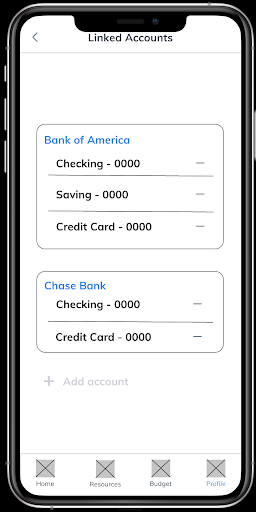 Linked Accounts
Bank of America
Checking - 0000
Saving - 0000
Credit Card - 0000
Chase Bank
Checking - 0000
Credit Card - 0000
+ Add account
Home Resources Budget Profile